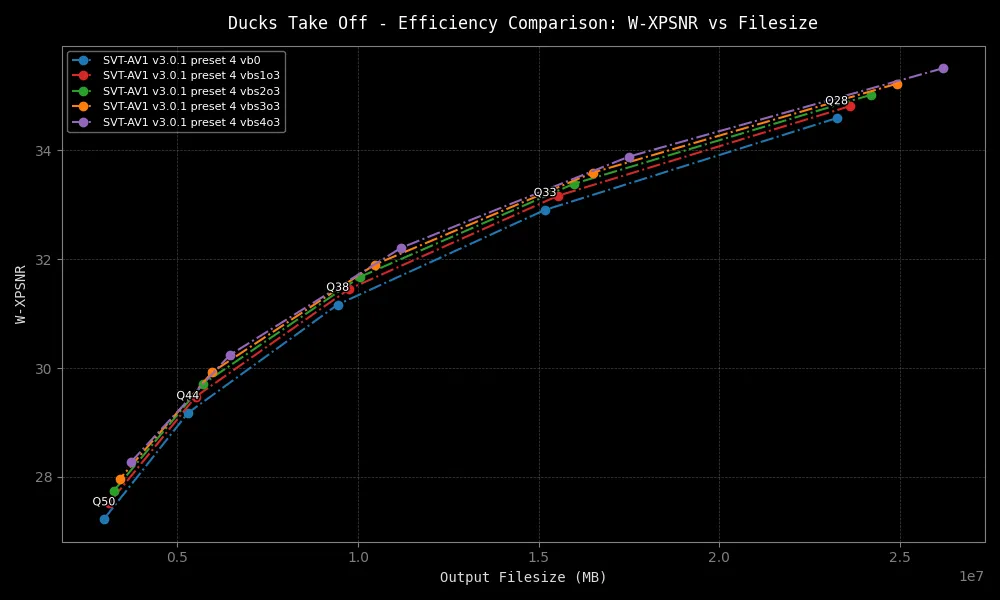 Ducks Take Off - Efficiency Comparison: W-XPSNR vs Filesize
SVT-AV1 v3.0.1 preset 4 vb0
SVT-AV1 v3.0.1 preset 4 vbs1o3
SVT-AV1 v3.0.1 preset 4 vbs2o3
SVT-AV1 v3.0.1 preset 4 vbs3o3
SVT-AV1 v3.0.1 preset 4 vbs4o3
Q28
34
Q33
32
Q38
30
Q44
28
Q50
W-XPSNR
0.5 1.0 1.5 2.0 2.5
1e7
Output Filesize (MB)